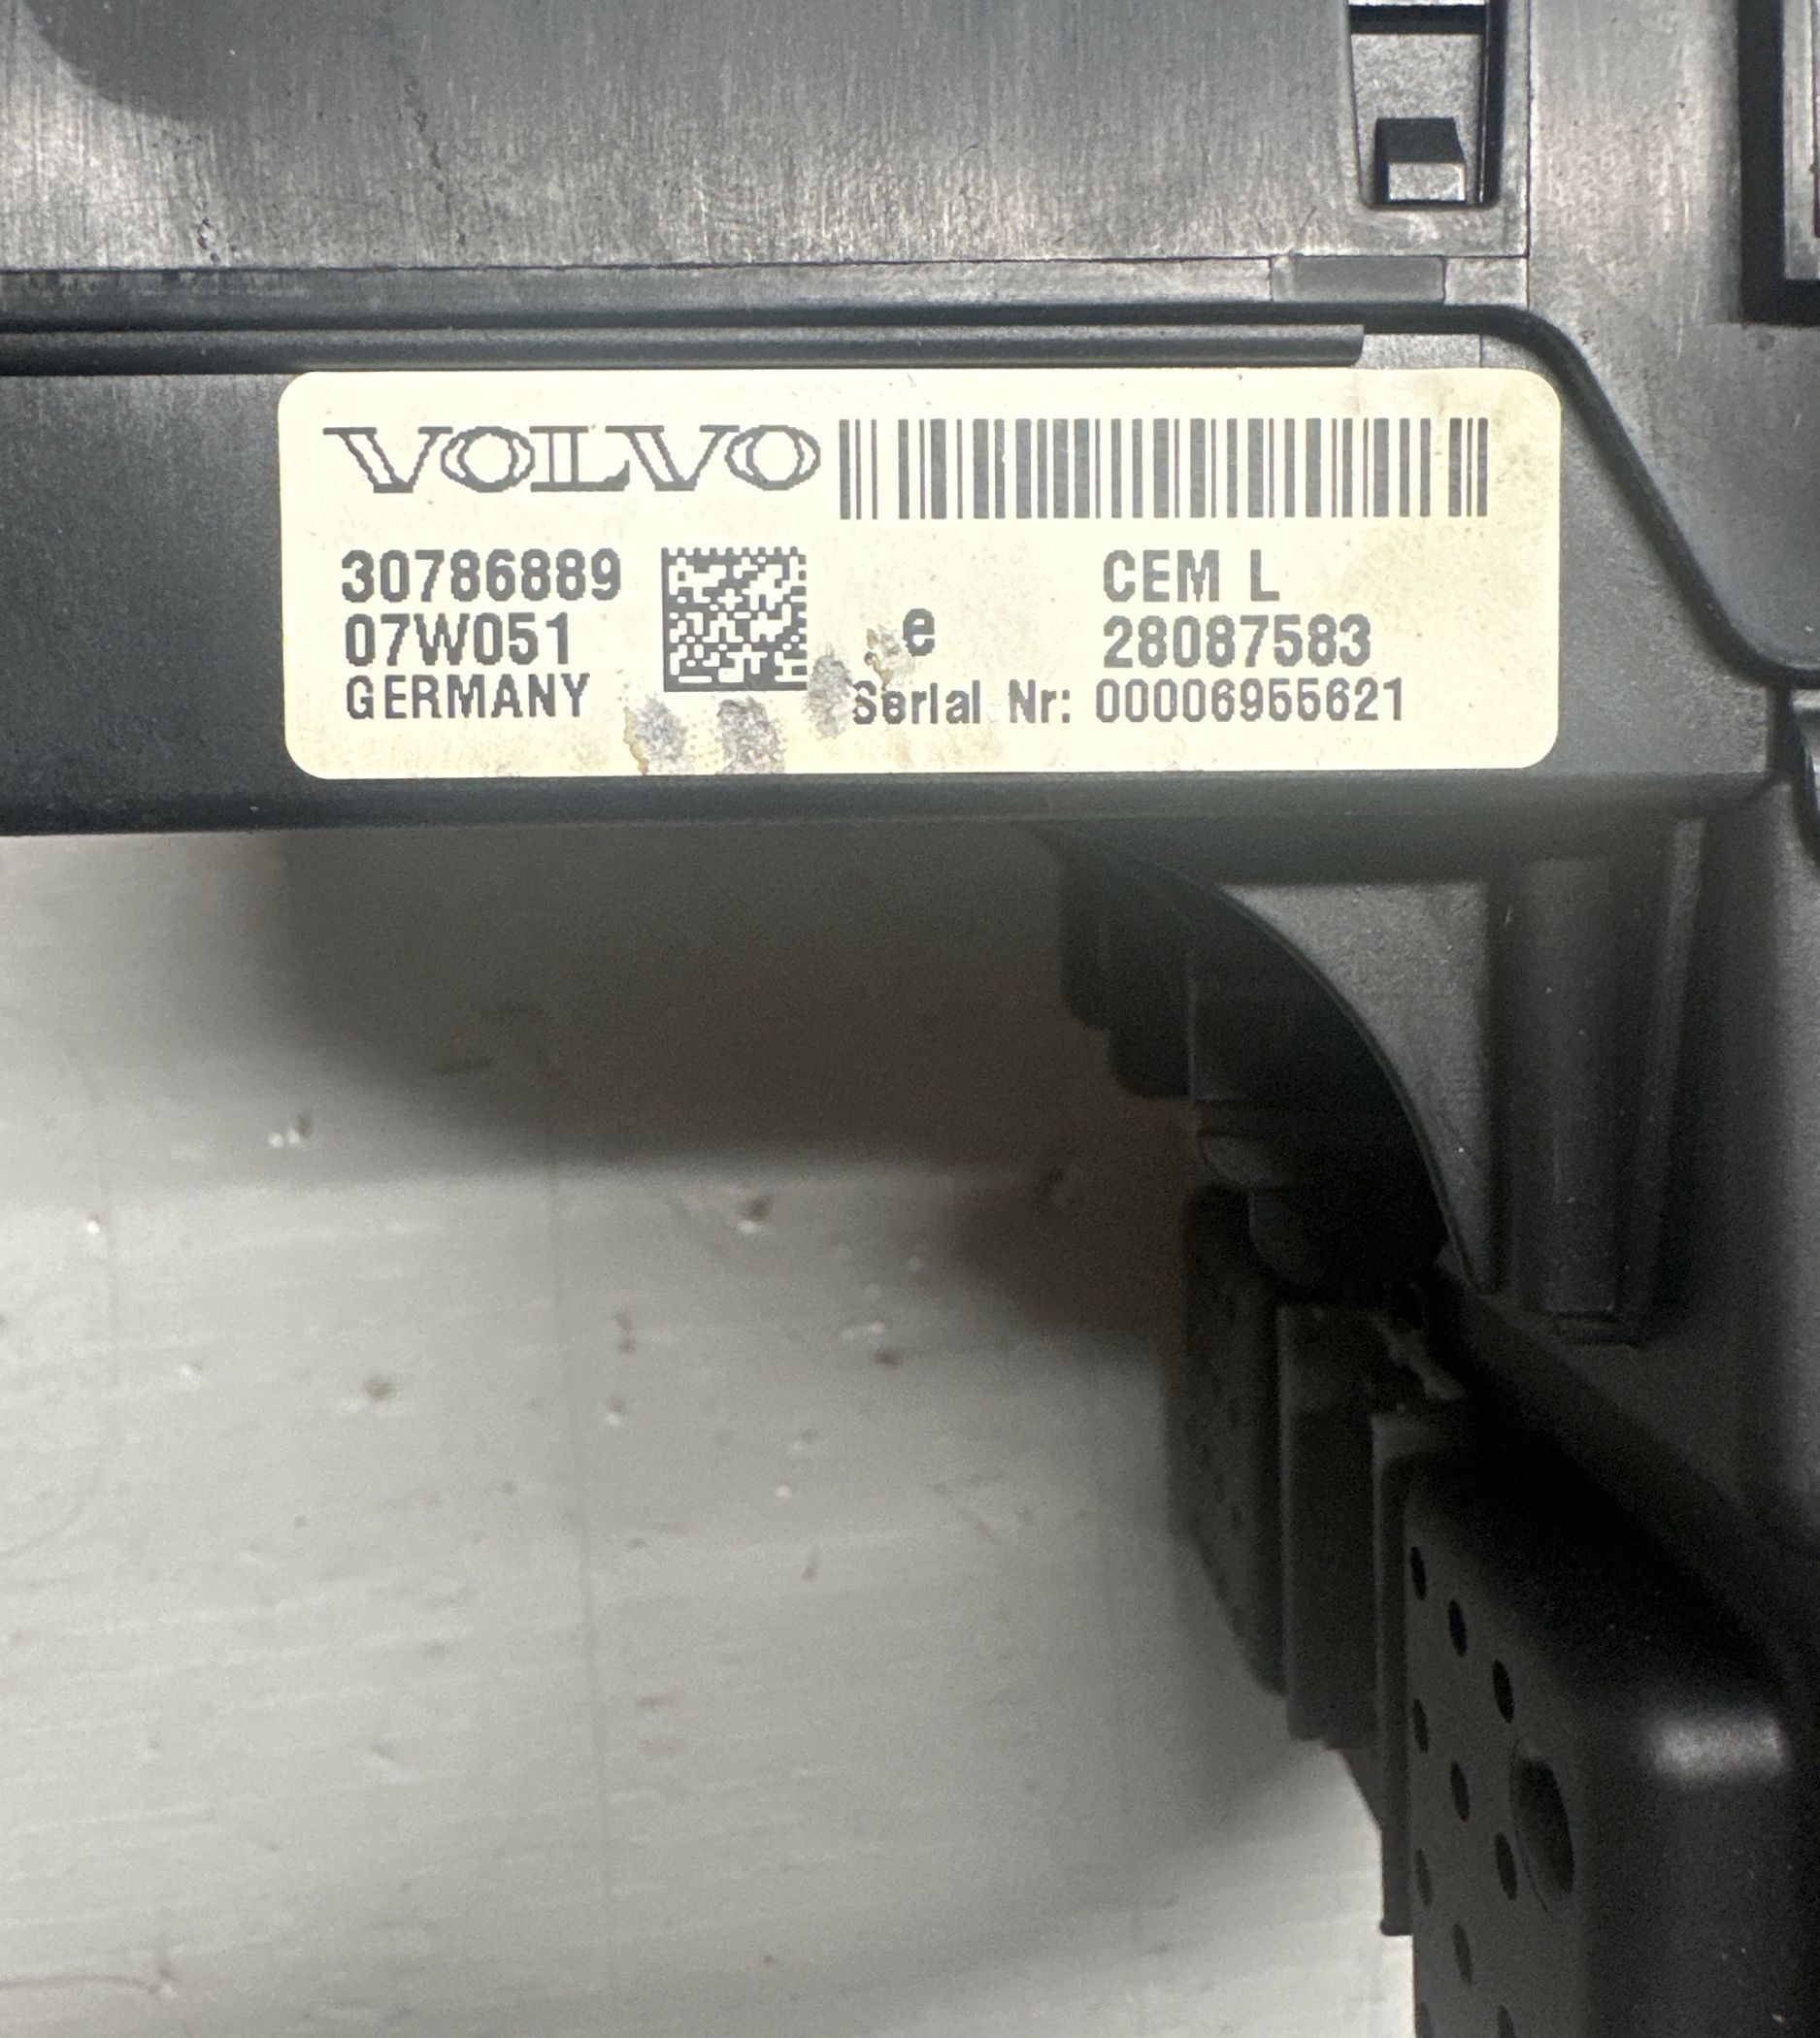 VOLVO
30786889
07W051
GERMANY
e
CEM L
28087583
Serial Nr: 00006955621